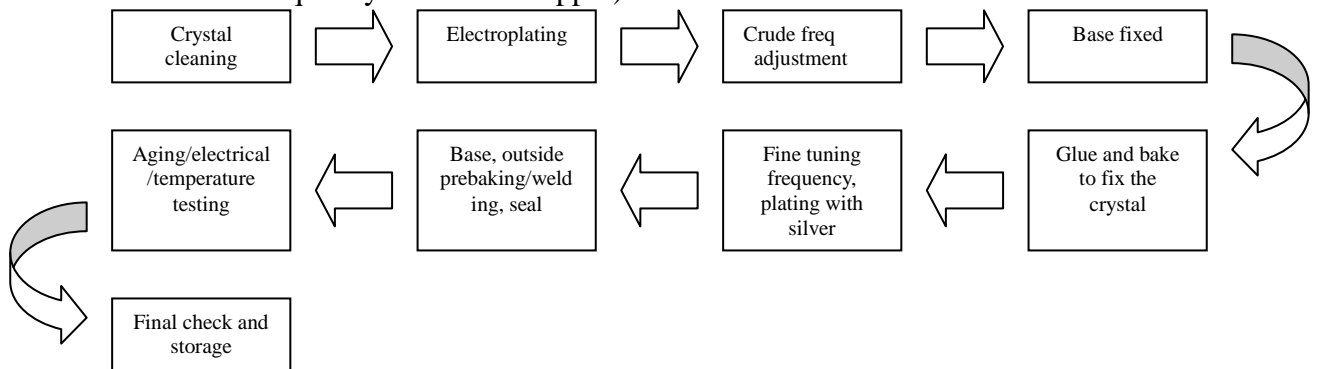 Crystal
cleaning
Electroplating
Crude freq
adjustment
Base fixed
Aging/electrical
/temperature
testing
Base, outside
prebaking/weld
ing, seal
Fine tuning
frequency,
plating with
silver
Glue and bake
to fix the
crystal
Final check and
storage